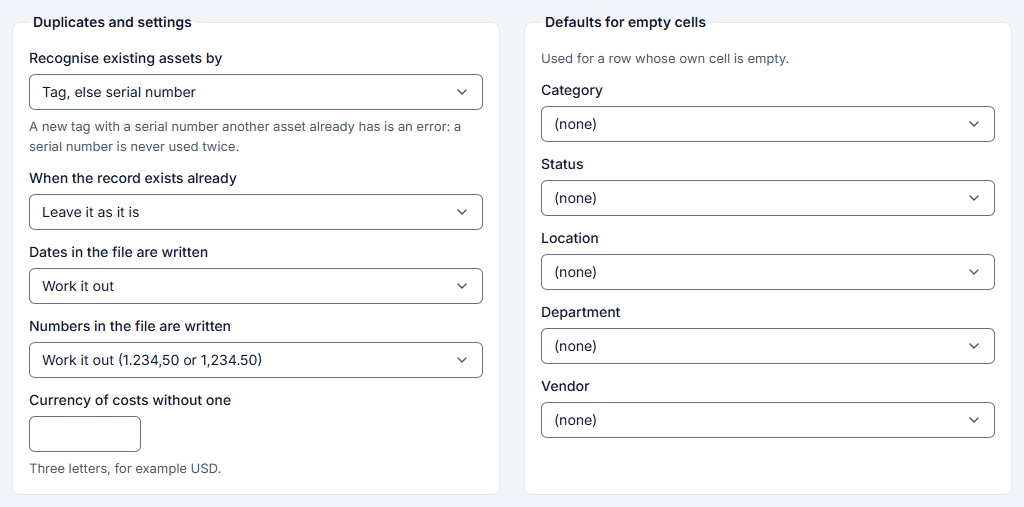 Duplicates and settings
Recognise existing assets by
Tag, else serial number
A new tag with a serial number another asset already has is an error: a
serial number is never used twice.
When the record exists already
Leave it as it is
Dates in the file are written
Work it out
Numbers in the file are written
Work it out (1.234,50 or 1,234.50)
Currency of costs without one
Three letters, for example USD.
Defaults for empty cells
Used for a row whose own cell is empty.
Category
(none)
Status
(none)
Location
(none)
Department
(none)
Vendor
(none)